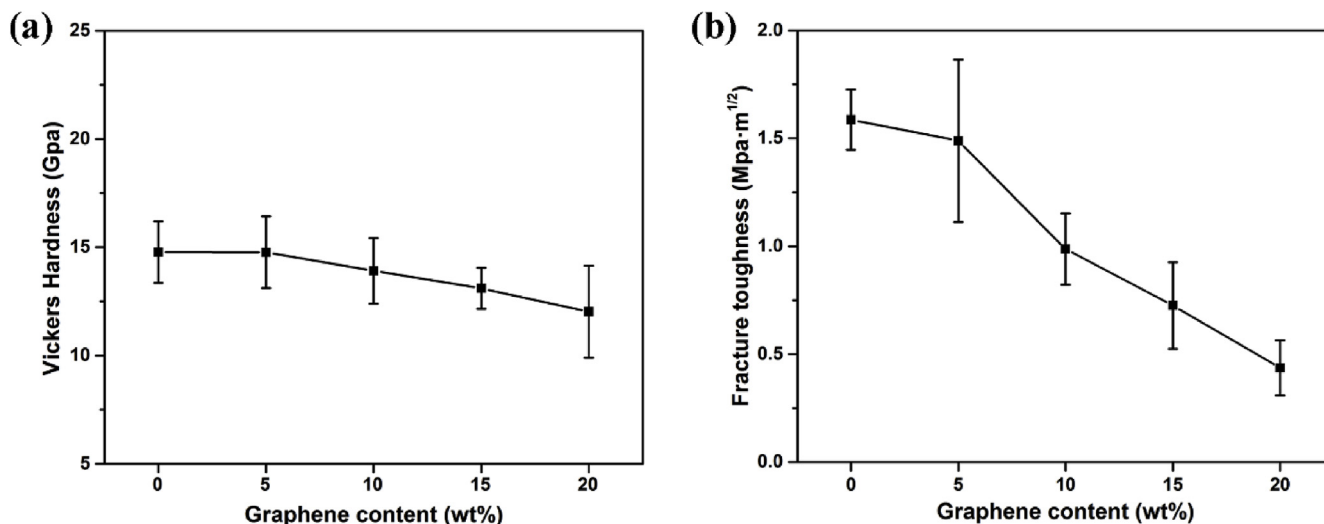 (a)
25
20
15
10
5
Vickers Hardness (Gpa)
0 5 10 15 20
Graphene content (wt%)
(b)
2.0
1.5
1.0
0.5
0.0
Fracture toughness (Mpa·m^1/2)
0 5 10 15 20
Graphene content (wt%)